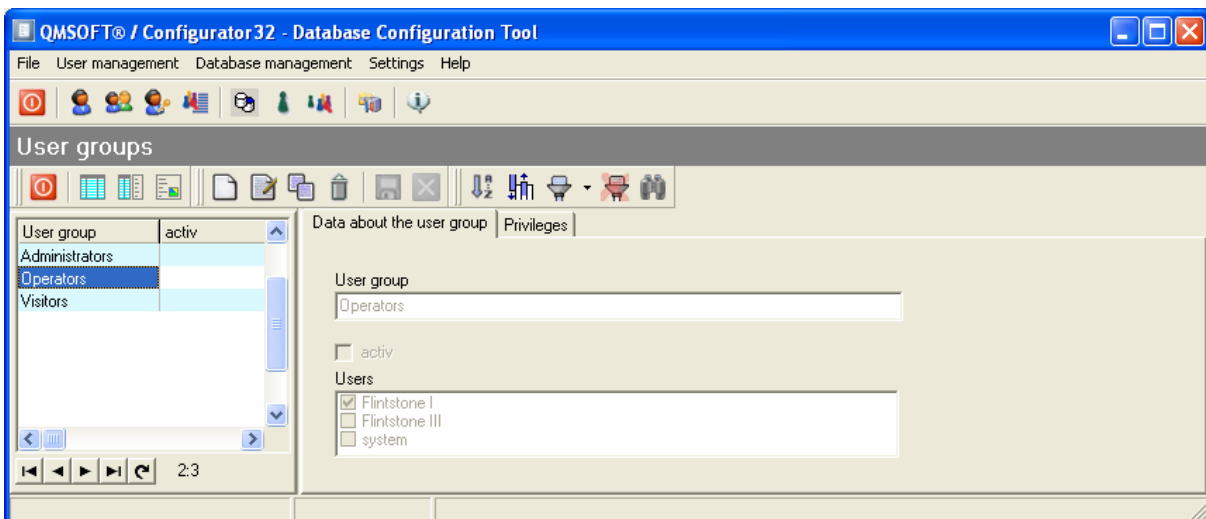 QMSOFT® / Configurator32 - Database Configuration Tool
File User management Database management Settings Help
User groups
User group activ
Administrators
Operators
Visitors
2:3
Data about the user group Privileges
User group
Operators
activ
Users
Flintstone I
Flintstone III
system